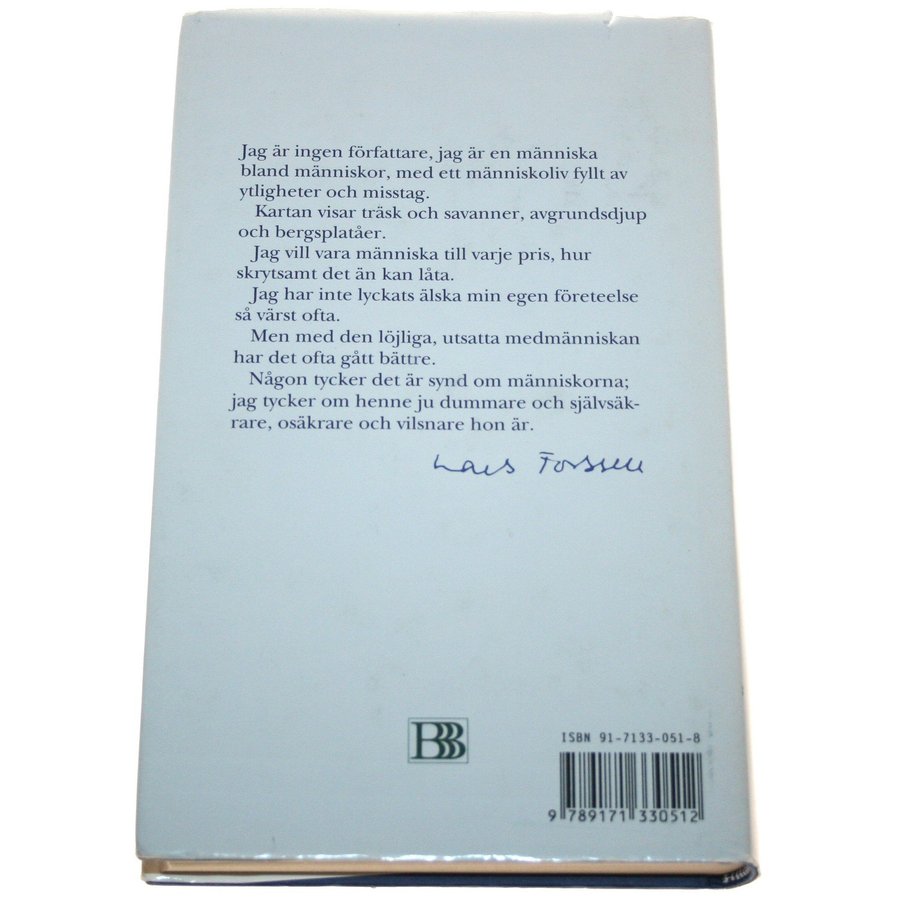 Jag är ingen författare, jag är en människa
bland människor, med ett människoliv fyllt av
ytligheter och misstag.
Kartan visar träsk och savanner, avgrundsdjup
och bergsplatåer.
Jag vill vara människa till varje pris, hur
skrytsamt det än kan låta.
Jag har inte lyckats älska min egen företeelse
så värst ofta.
Men med den löjliga, utsatta medmänniskan
har det ofta gått bättre.
Någon tycker det är synd om människorna;
jag tycker om henne ju dummare och självsäk-
rare, osäkrare och vilsnare hon är.
Lars Forssell
BBB
ISBN 91-7133-051-8
9 789171 330512